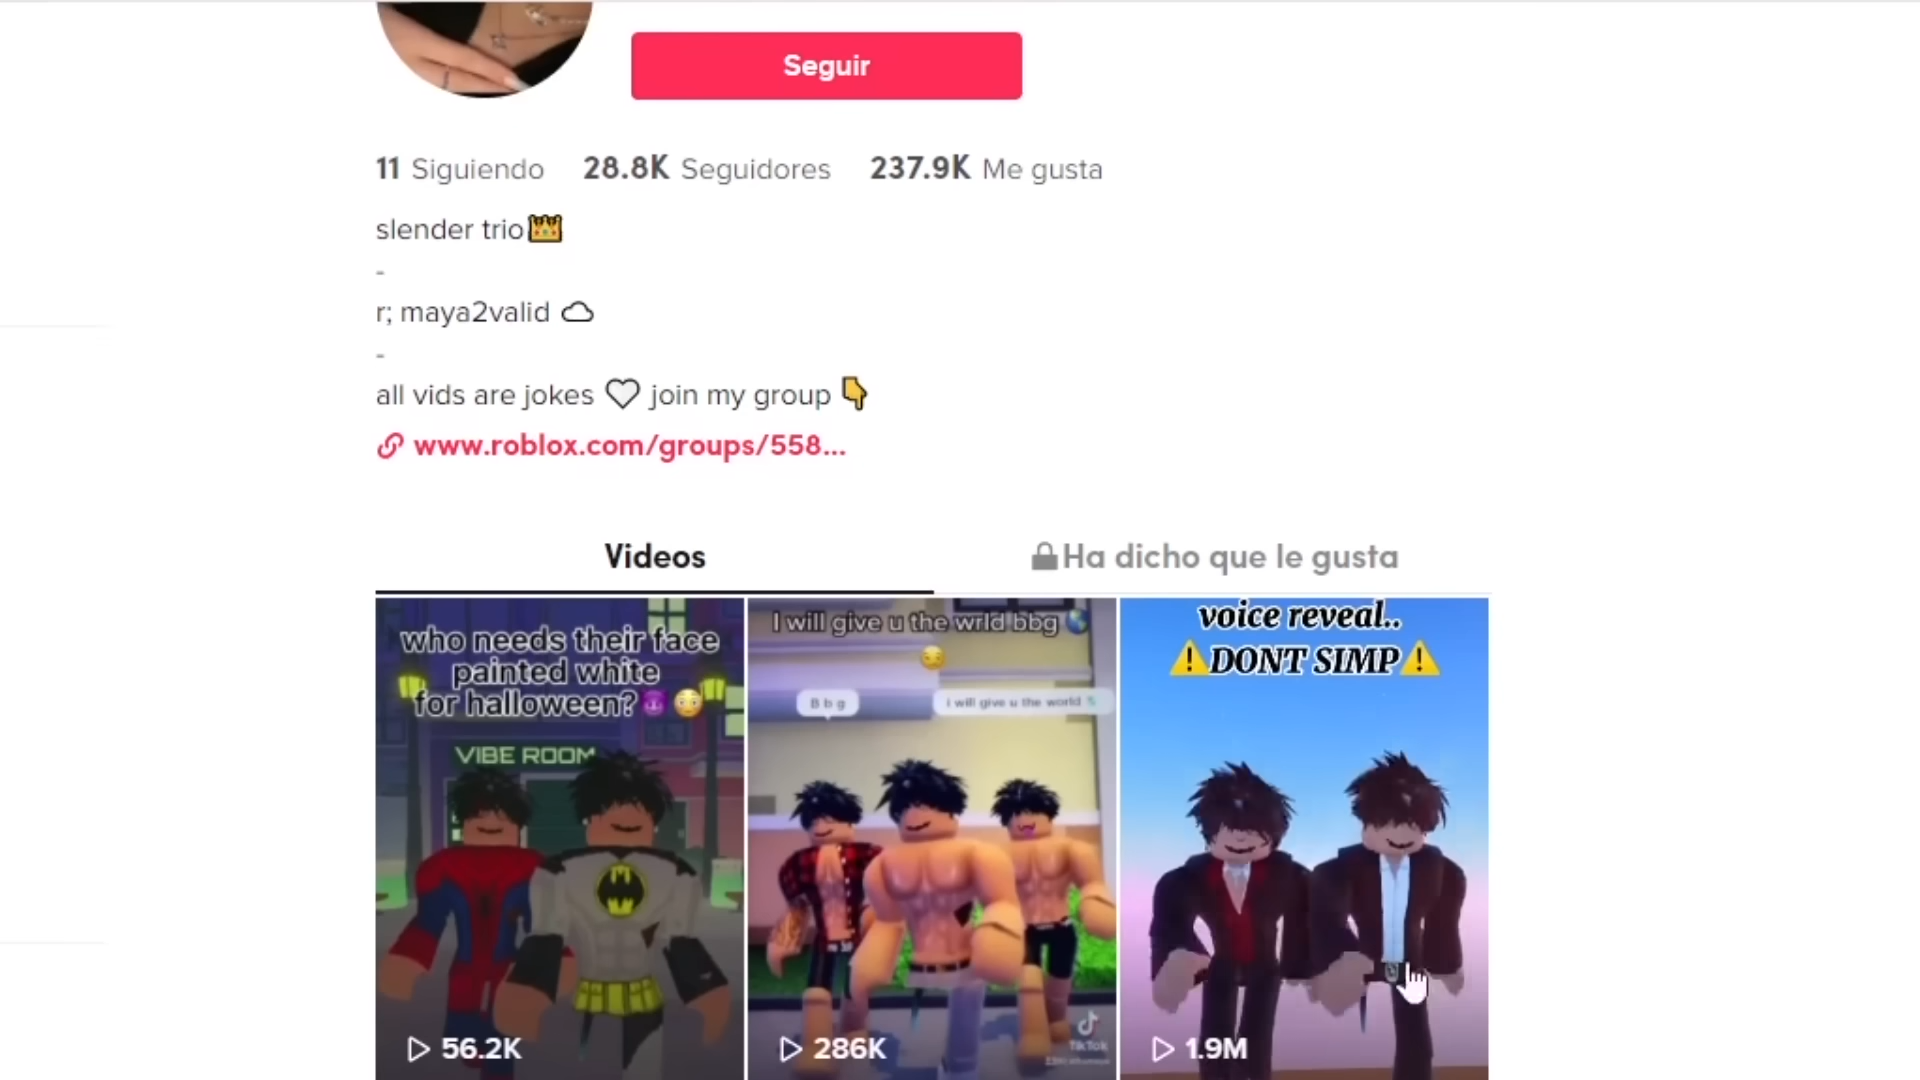 Seguir
11 Siguiendo 28.8K Seguidores 237.9K Me gusta
slender trio👑
-
r; maya2valid ☁
-
all vids are jokes ♡ join my group 👇
www.roblox.com/groups/558...
Videos
Ha dicho que le gusta
who needs their face
painted white
for halloween?😈😳
VIBE ROOM
56.2K
I will give u the wrld bbg 🌎
😏
B b g
i will give u the world
TikTok
286K
voice reveal..
⚠DONT SIMP⚠
1.9M